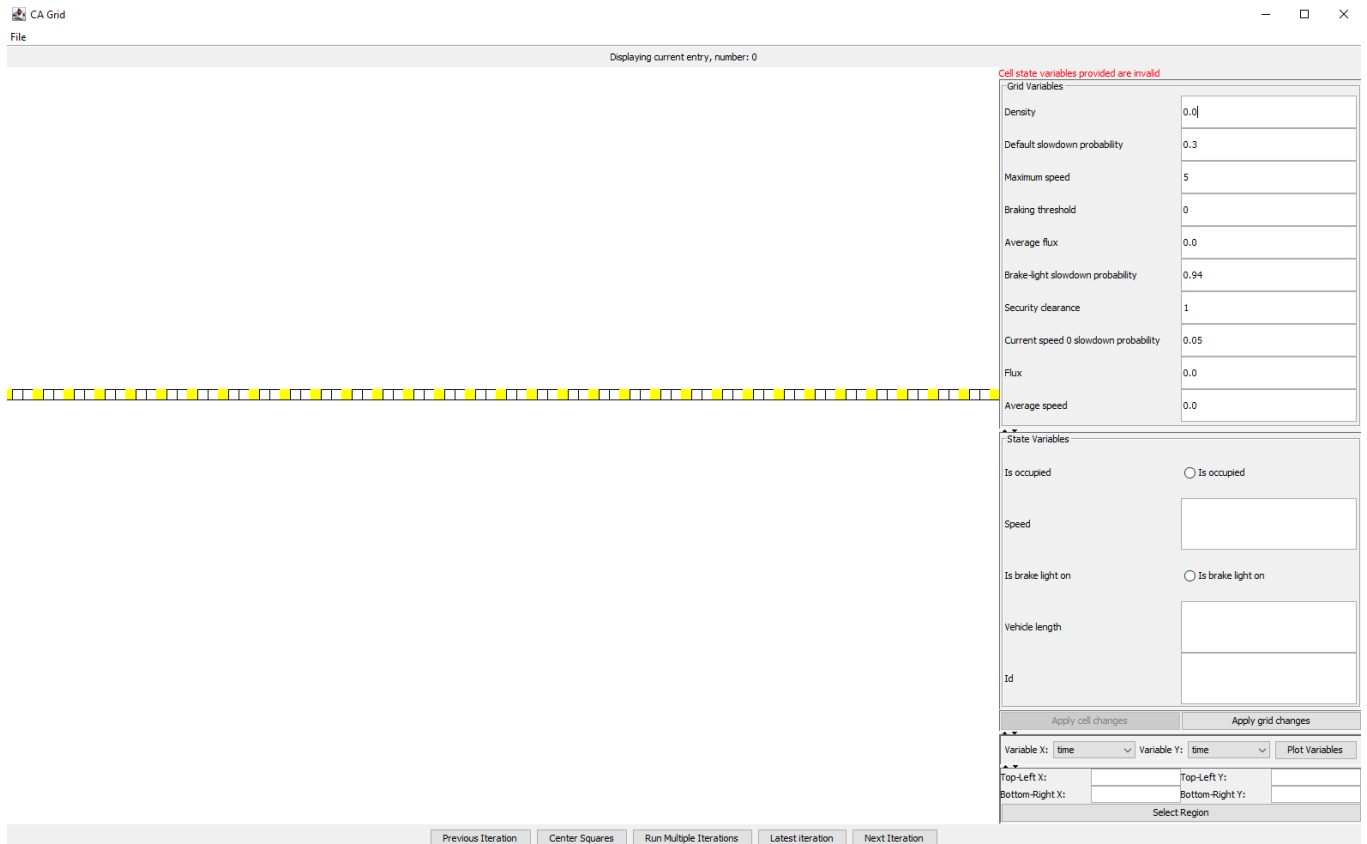 CA Grid
File
Displaying current entry, number: 0
Cell state variables provided are invalid
Grid Variables
Density 0.0
Default slowdown probability 0.3
Maximum speed 5
Braking threshold 0
Average flux 0.0
Brake-light slowdown probability 0.94
Security clearance 1
Current speed 0 slowdown probability 0.05
Flux 0.0
Average speed 0.0
State Variables
Is occupied Is occupied
Speed
Is brake light on Is brake light on
Vehicle length
Id
Apply cell changes Apply grid changes
Variable X: time Variable Y: time Plot Variables
Top-Left X: Top-Left Y:
Bottom-Right X: Bottom-Right Y:
Select Region
Previous Iteration Center Squares Run Multiple Iterations Latest iteration Next Iteration